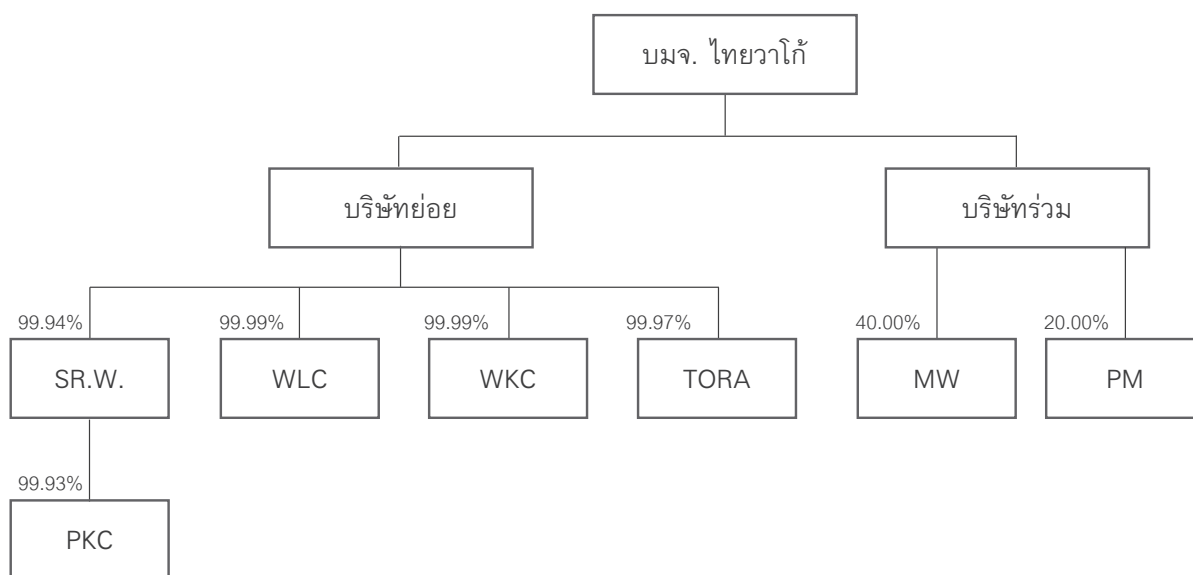 บมจ. ไทยวาโก้
บริษัทย่อย
บริษัทร่วม
99.94%
99.99%
99.99%
99.97%
40.00%
20.00%
SR.W.
WLC
WKC
TORA
MW
PM
99.93%
PKC